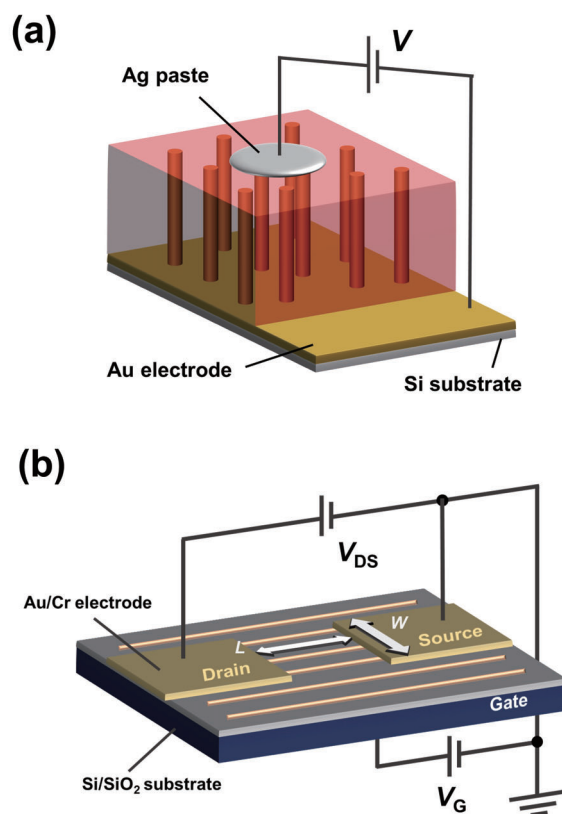 (a)
V
Ag paste
Au electrode
Si substrate
(b)
VDS
Au/Cr electrode
L
W
Source
Drain
Gate
Si/SiO2 substrate
VG